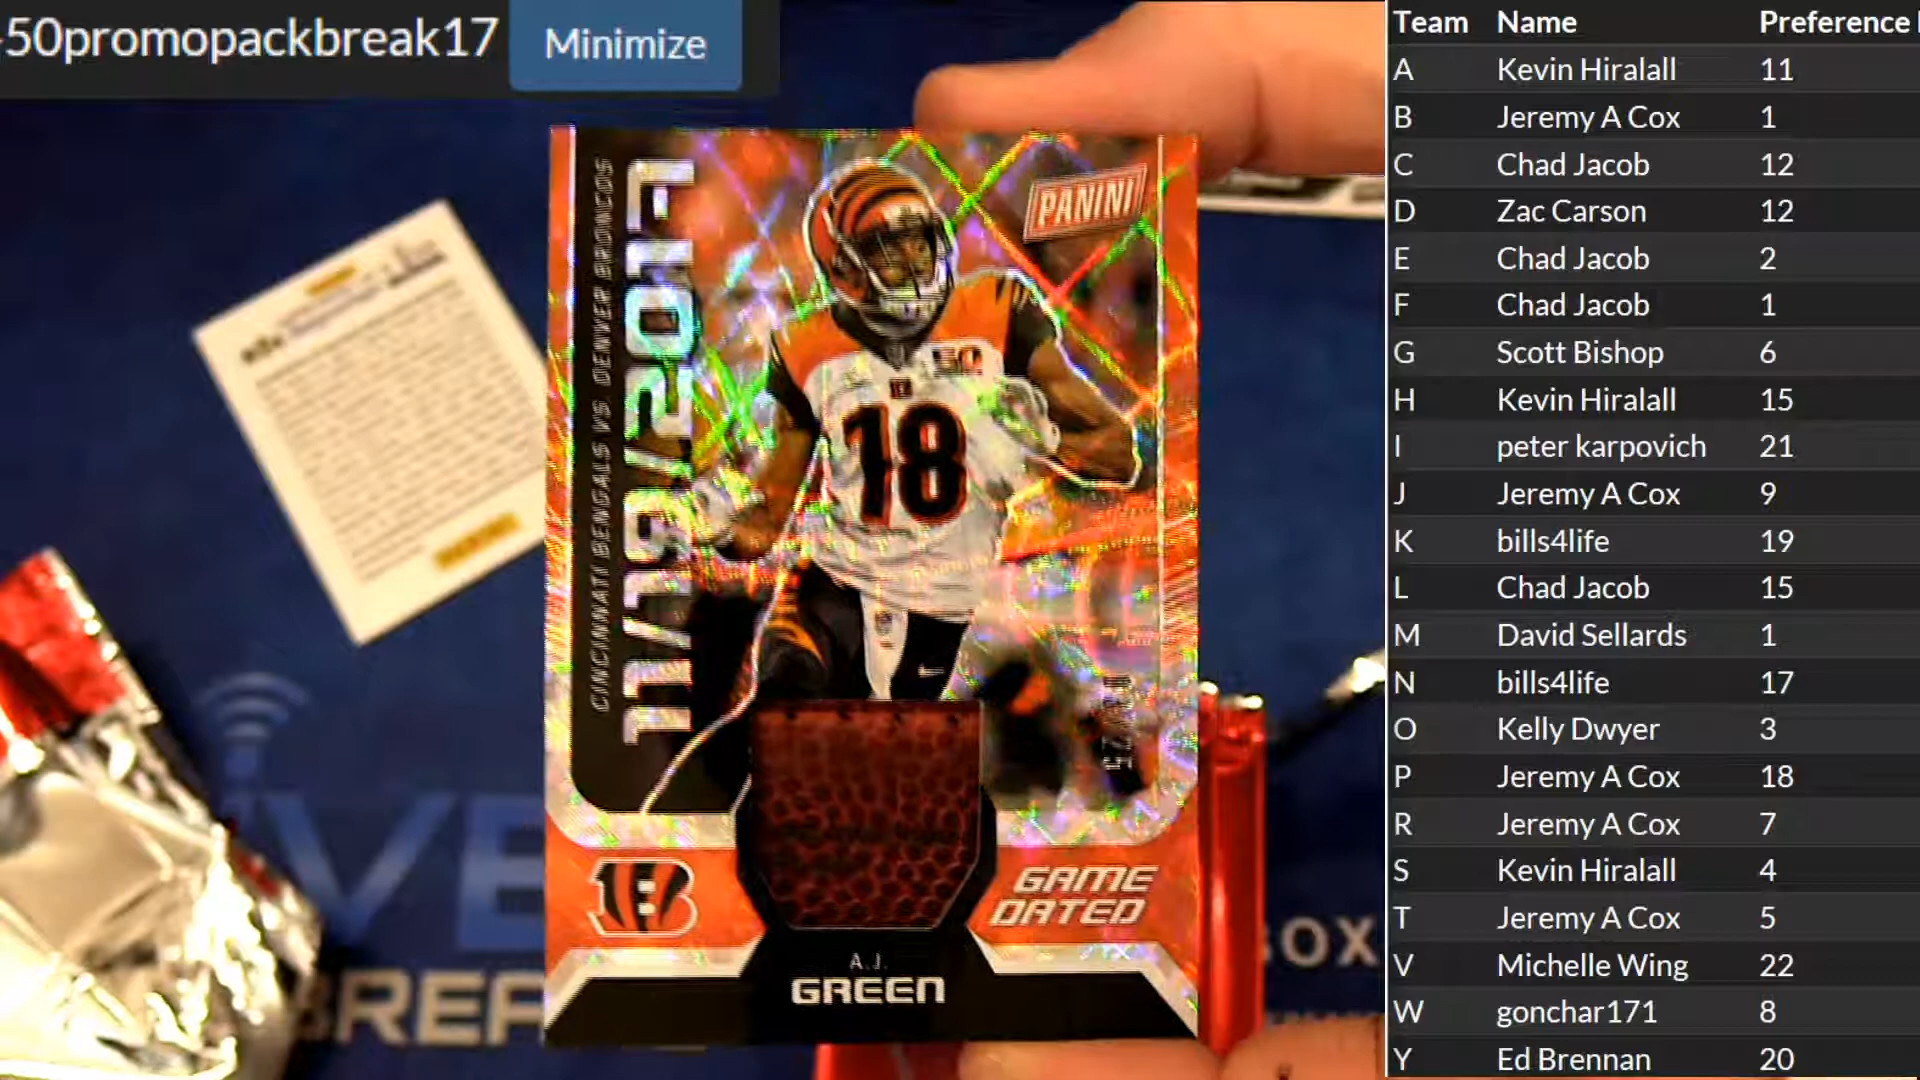 50promopackbreak17
Minimize
PANINI
11/19/2017
CINCINNATI BENGALS VS. DENVER BRONCOS
18
GAME
DATED
A.J.
GREEN
Team Name Preference
A Kevin Hiralall 11
B Jeremy A Cox 1
C Chad Jacob 12
D Zac Carson 12
E Chad Jacob 2
F Chad Jacob 1
G Scott Bishop 6
H Kevin Hiralall 15
I peter karpovich 21
J Jeremy A Cox 9
K bills4life 19
L Chad Jacob 15
M David Sellards 1
N bills4life 17
O Kelly Dwyer 3
P Jeremy A Cox 18
R Jeremy A Cox 7
S Kevin Hiralall 4
T Jeremy A Cox 5
V Michelle Wing 22
W gonchar171 8
Y Ed Brennan 20